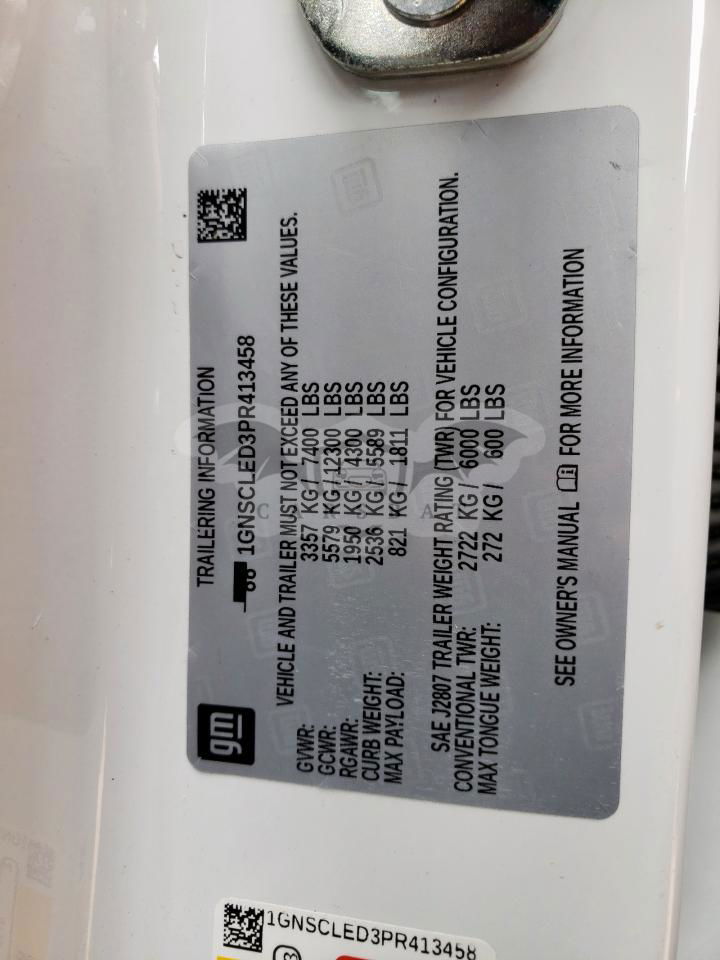 gm
TRAILERING INFORMATION
1GNSCLED3PR413458
VEHICLE AND TRAILER MUST NOT EXCEED ANY OF THESE VALUES.
GVWR: 3357 KG / 7400 LBS
GCWR: 5579 KG / 12300 LBS
RGAWR: 1950 KG / 4300 LBS
CURB WEIGHT: 2536 KG / 5589 LBS
MAX PAYLOAD: 821 KG / 1811 LBS
SAE J2807 TRAILER WEIGHT RATING (TWR) FOR VEHICLE CONFIGURATION.
CONVENTIONAL TWR: 2722 KG / 6000 LBS
MAX TONGUE WEIGHT: 272 KG / 600 LBS
SEE OWNER'S MANUAL FOR MORE INFORMATION
1GNSCLED3PR413458